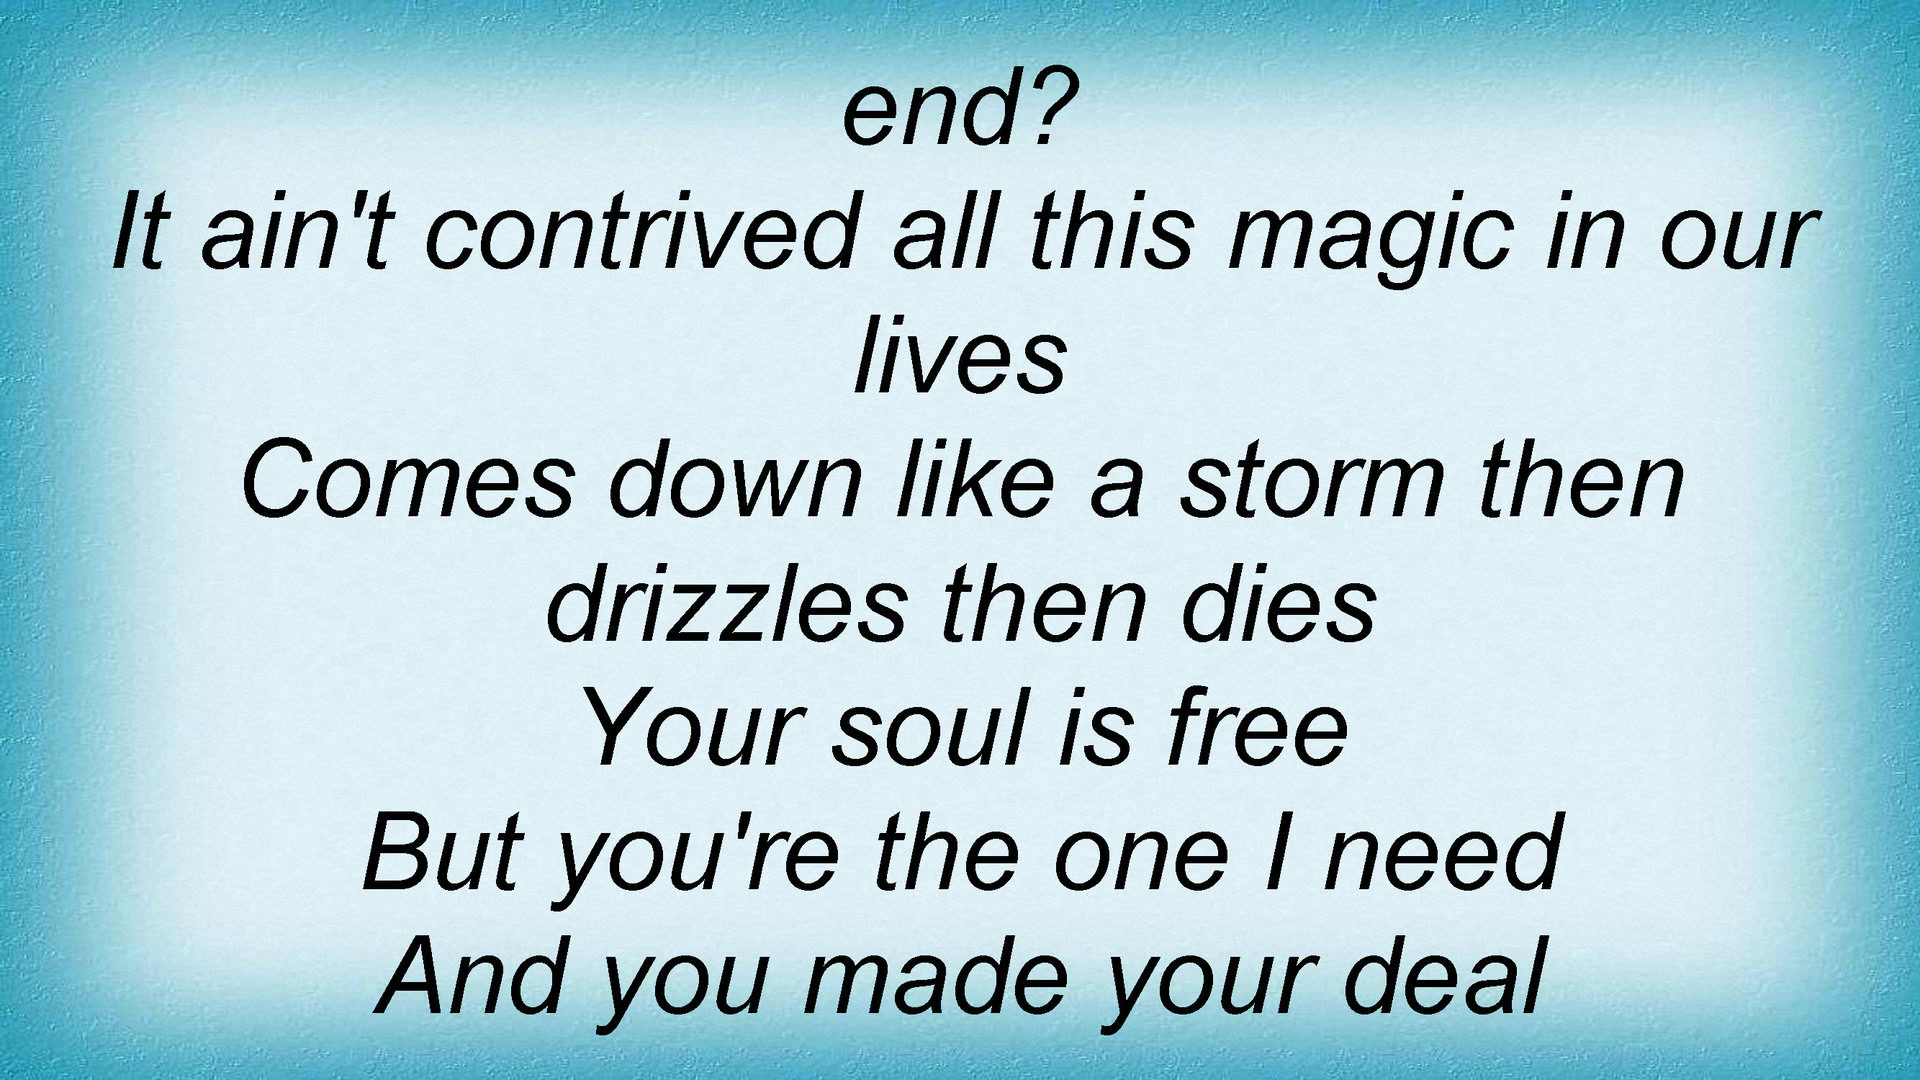 end?
It ain't contrived all this magic in our
lives
Comes down like a storm then
drizzles then dies
Your soul is free
But you're the one I need
And you made your deal